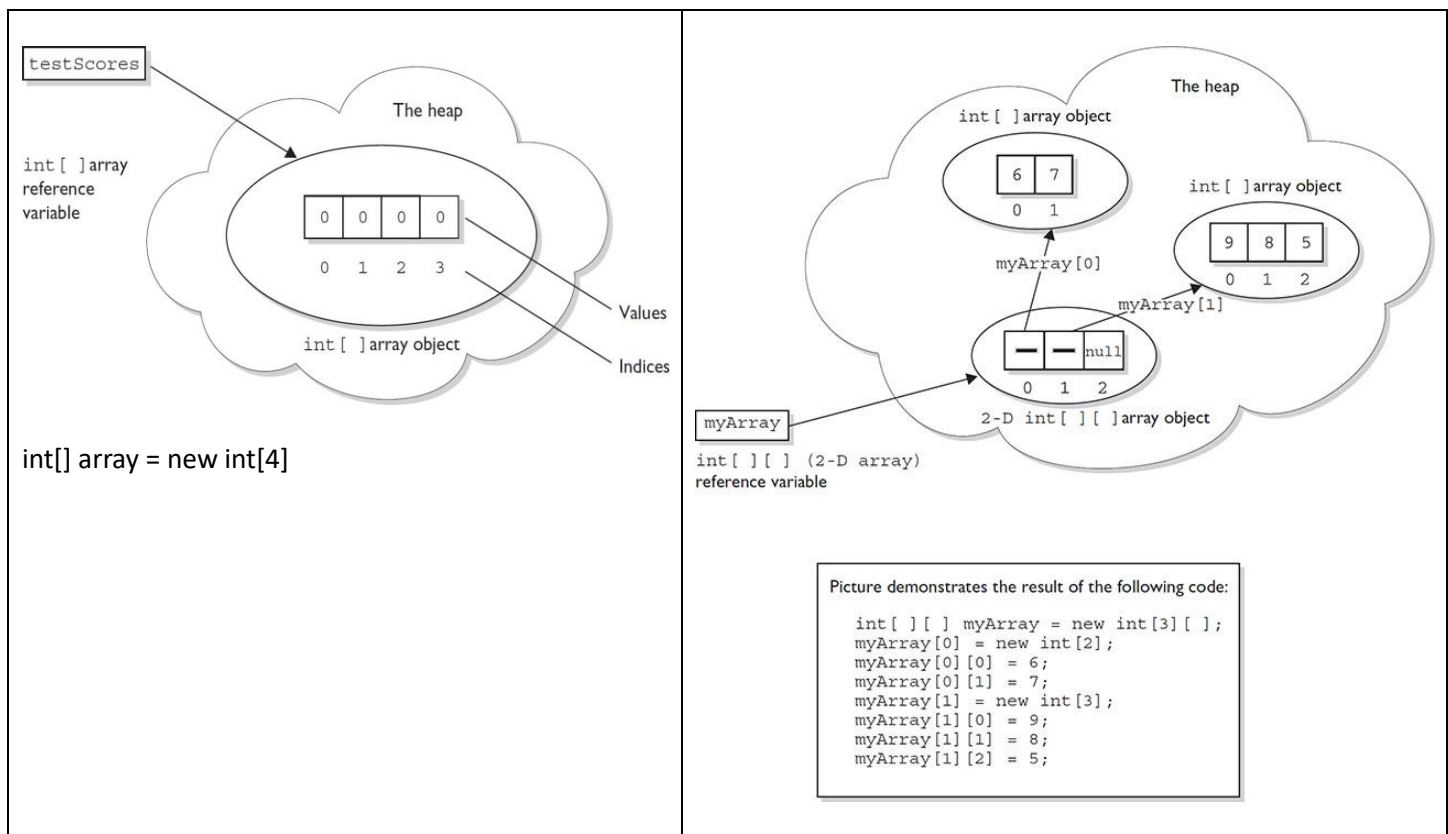 testScores
The heap
int[ ]array
reference
variable
0 0 0 0
0 1 2 3
Values
int[ ]array object
Indices
int[] array = new int[4]
The heap
int[ ]array object
6 7
0 1
int[ ]array object
9 8 5
0 1 2
myArray[0]
myArray[1]
null
0 1 2
2-D int[ ][ ]array object
myArray
int[ ][ ] (2-D array)
reference variable
Picture demonstrates the result of the following code:
int[ ][ ] myArray = new int[3][ ];
myArray[0] = new int[2];
myArray[0][0] = 6;
myArray[0][1] = 7;
myArray[1] = new int[3];
myArray[1][0] = 9;
myArray[1][1] = 8;
myArray[1][2] = 5;